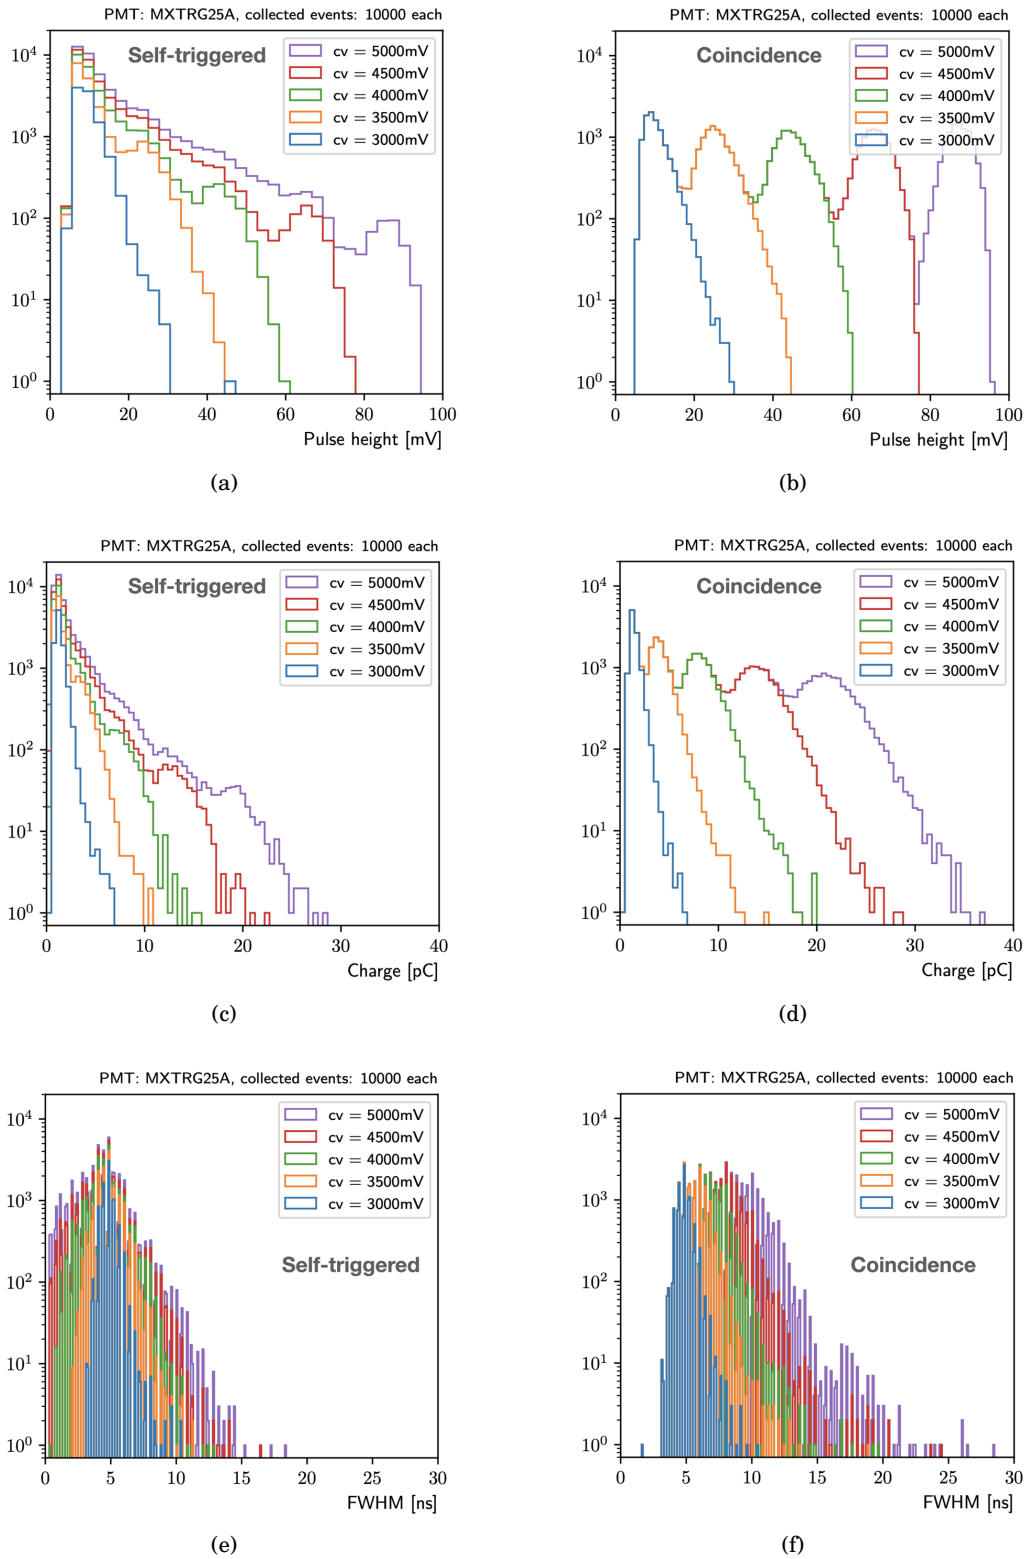 PMT: MXTRG25A, collected events: 10000 each
Self-triggered
cv = 5000mV
cv = 4500mV
cv = 4000mV
cv = 3500mV
cv = 3000mV
10^4
10^3
10^2
10^1
10^0
0 20 40 60 80 100
Pulse height [mV]
(a)
PMT: MXTRG25A, collected events: 10000 each
Coincidence
cv = 5000mV
cv = 4500mV
cv = 4000mV
cv = 3500mV
cv = 3000mV
10^4
10^3
10^2
10^1
10^0
0 20 40 60 80 100
Pulse height [mV]
(b)
PMT: MXTRG25A, collected events: 10000 each
Self-triggered
cv = 5000mV
cv = 4500mV
cv = 4000mV
cv = 3500mV
cv = 3000mV
10^4
10^3
10^2
10^1
10^0
0 10 20 30 40
Charge [pC]
(c)
PMT: MXTRG25A, collected events: 10000 each
Coincidence
cv = 5000mV
cv = 4500mV
cv = 4000mV
cv = 3500mV
cv = 3000mV
10^4
10^3
10^2
10^1
10^0
0 10 20 30 40
Charge [pC]
(d)
PMT: MXTRG25A, collected events: 10000 each
cv = 5000mV
cv = 4500mV
cv = 4000mV
cv = 3500mV
cv = 3000mV
Self-triggered
10^4
10^3
10^2
10^1
10^0
0 5 10 15 20 25 30
FWHM [ns]
(e)
PMT: MXTRG25A, collected events: 10000 each
cv = 5000mV
cv = 4500mV
cv = 4000mV
cv = 3500mV
cv = 3000mV
Coincidence
10^4
10^3
10^2
10^1
10^0
0 5 10 15 20 25 30
FWHM [ns]
(f)